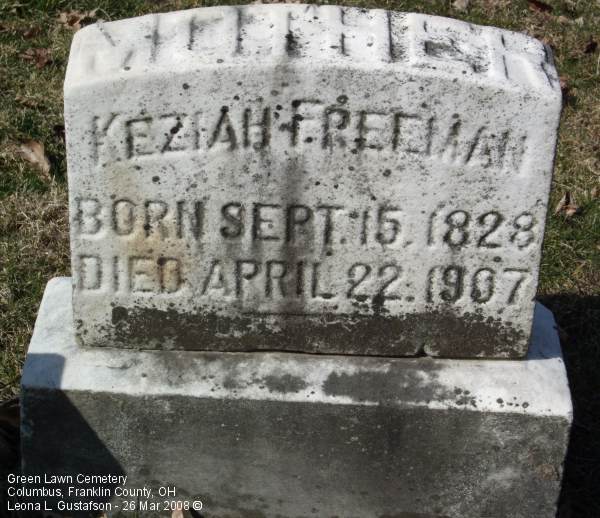 MOTHER
KEZIAH FREEMAN
BORN SEPT. 15, 1828
DIED APRIL 22, 1907
Green Lawn Cemetery
Columbus, Franklin County, OH
Leona L. Gustafson - 26 Mar 2008 ©